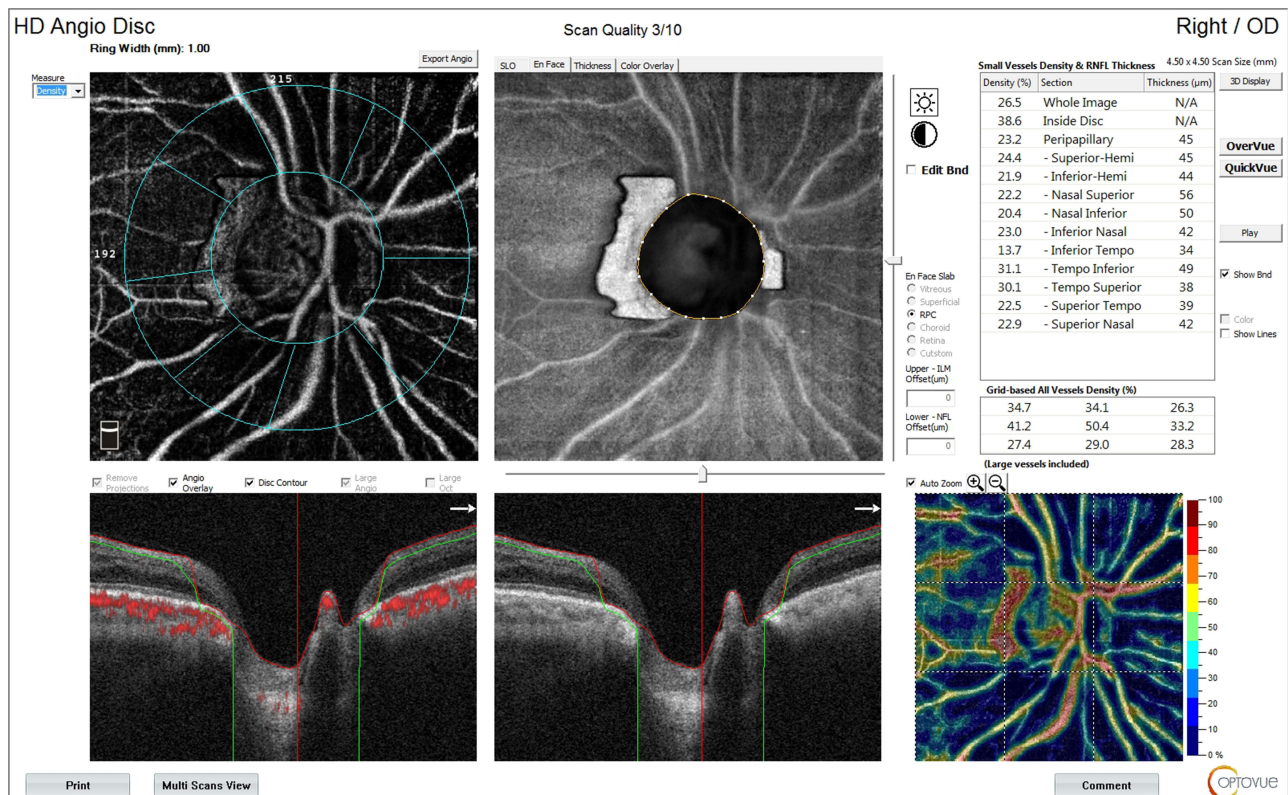 HD Angio Disc
Scan Quality 3/10
Right / OD
Ring Width (mm): 1.00
Export Angio
Measure
Density
215
192
SLO En Face Thickness Color Overlay
Edit Bnd
En Face Slab
Vitreous
Superficial
RPC
Choroid
Retina
Cutstom
Upper - ILM
Offset(um)
0
Lower - NFL
Offset(um)
0
Small Vessels Density & RNFL Thickness 4.50 x 4.50 Scan Size (mm)
Density (%) Section Thickness (µm)
26.5 Whole Image N/A
38.6 Inside Disc N/A
23.2 Peripapillary 45
24.4 - Superior-Hemi 45
21.9 - Inferior-Hemi 44
22.2 - Nasal Superior 56
20.4 - Nasal Inferior 50
23.0 - Inferior Nasal 42
13.7 - Inferior Tempo 34
31.1 - Tempo Inferior 49
30.1 - Tempo Superior 38
22.5 - Superior Tempo 39
22.9 - Superior Nasal 42
3D Display
OverVue
QuickVue
Play
Show Bnd
Color
Show Lines
Grid-based All Vessels Density (%)
34.7 34.1 26.3
41.2 50.4 33.2
27.4 29.0 28.3
(Large vessels included)
Remove
Projections
Angio
Overlay
Disc Contour
Large
Angio
Large
Oct
Auto Zoom
100
90
80
70
60
50
40
30
20
10
0 %
Print
Multi Scans View
Comment
OPTOVUE